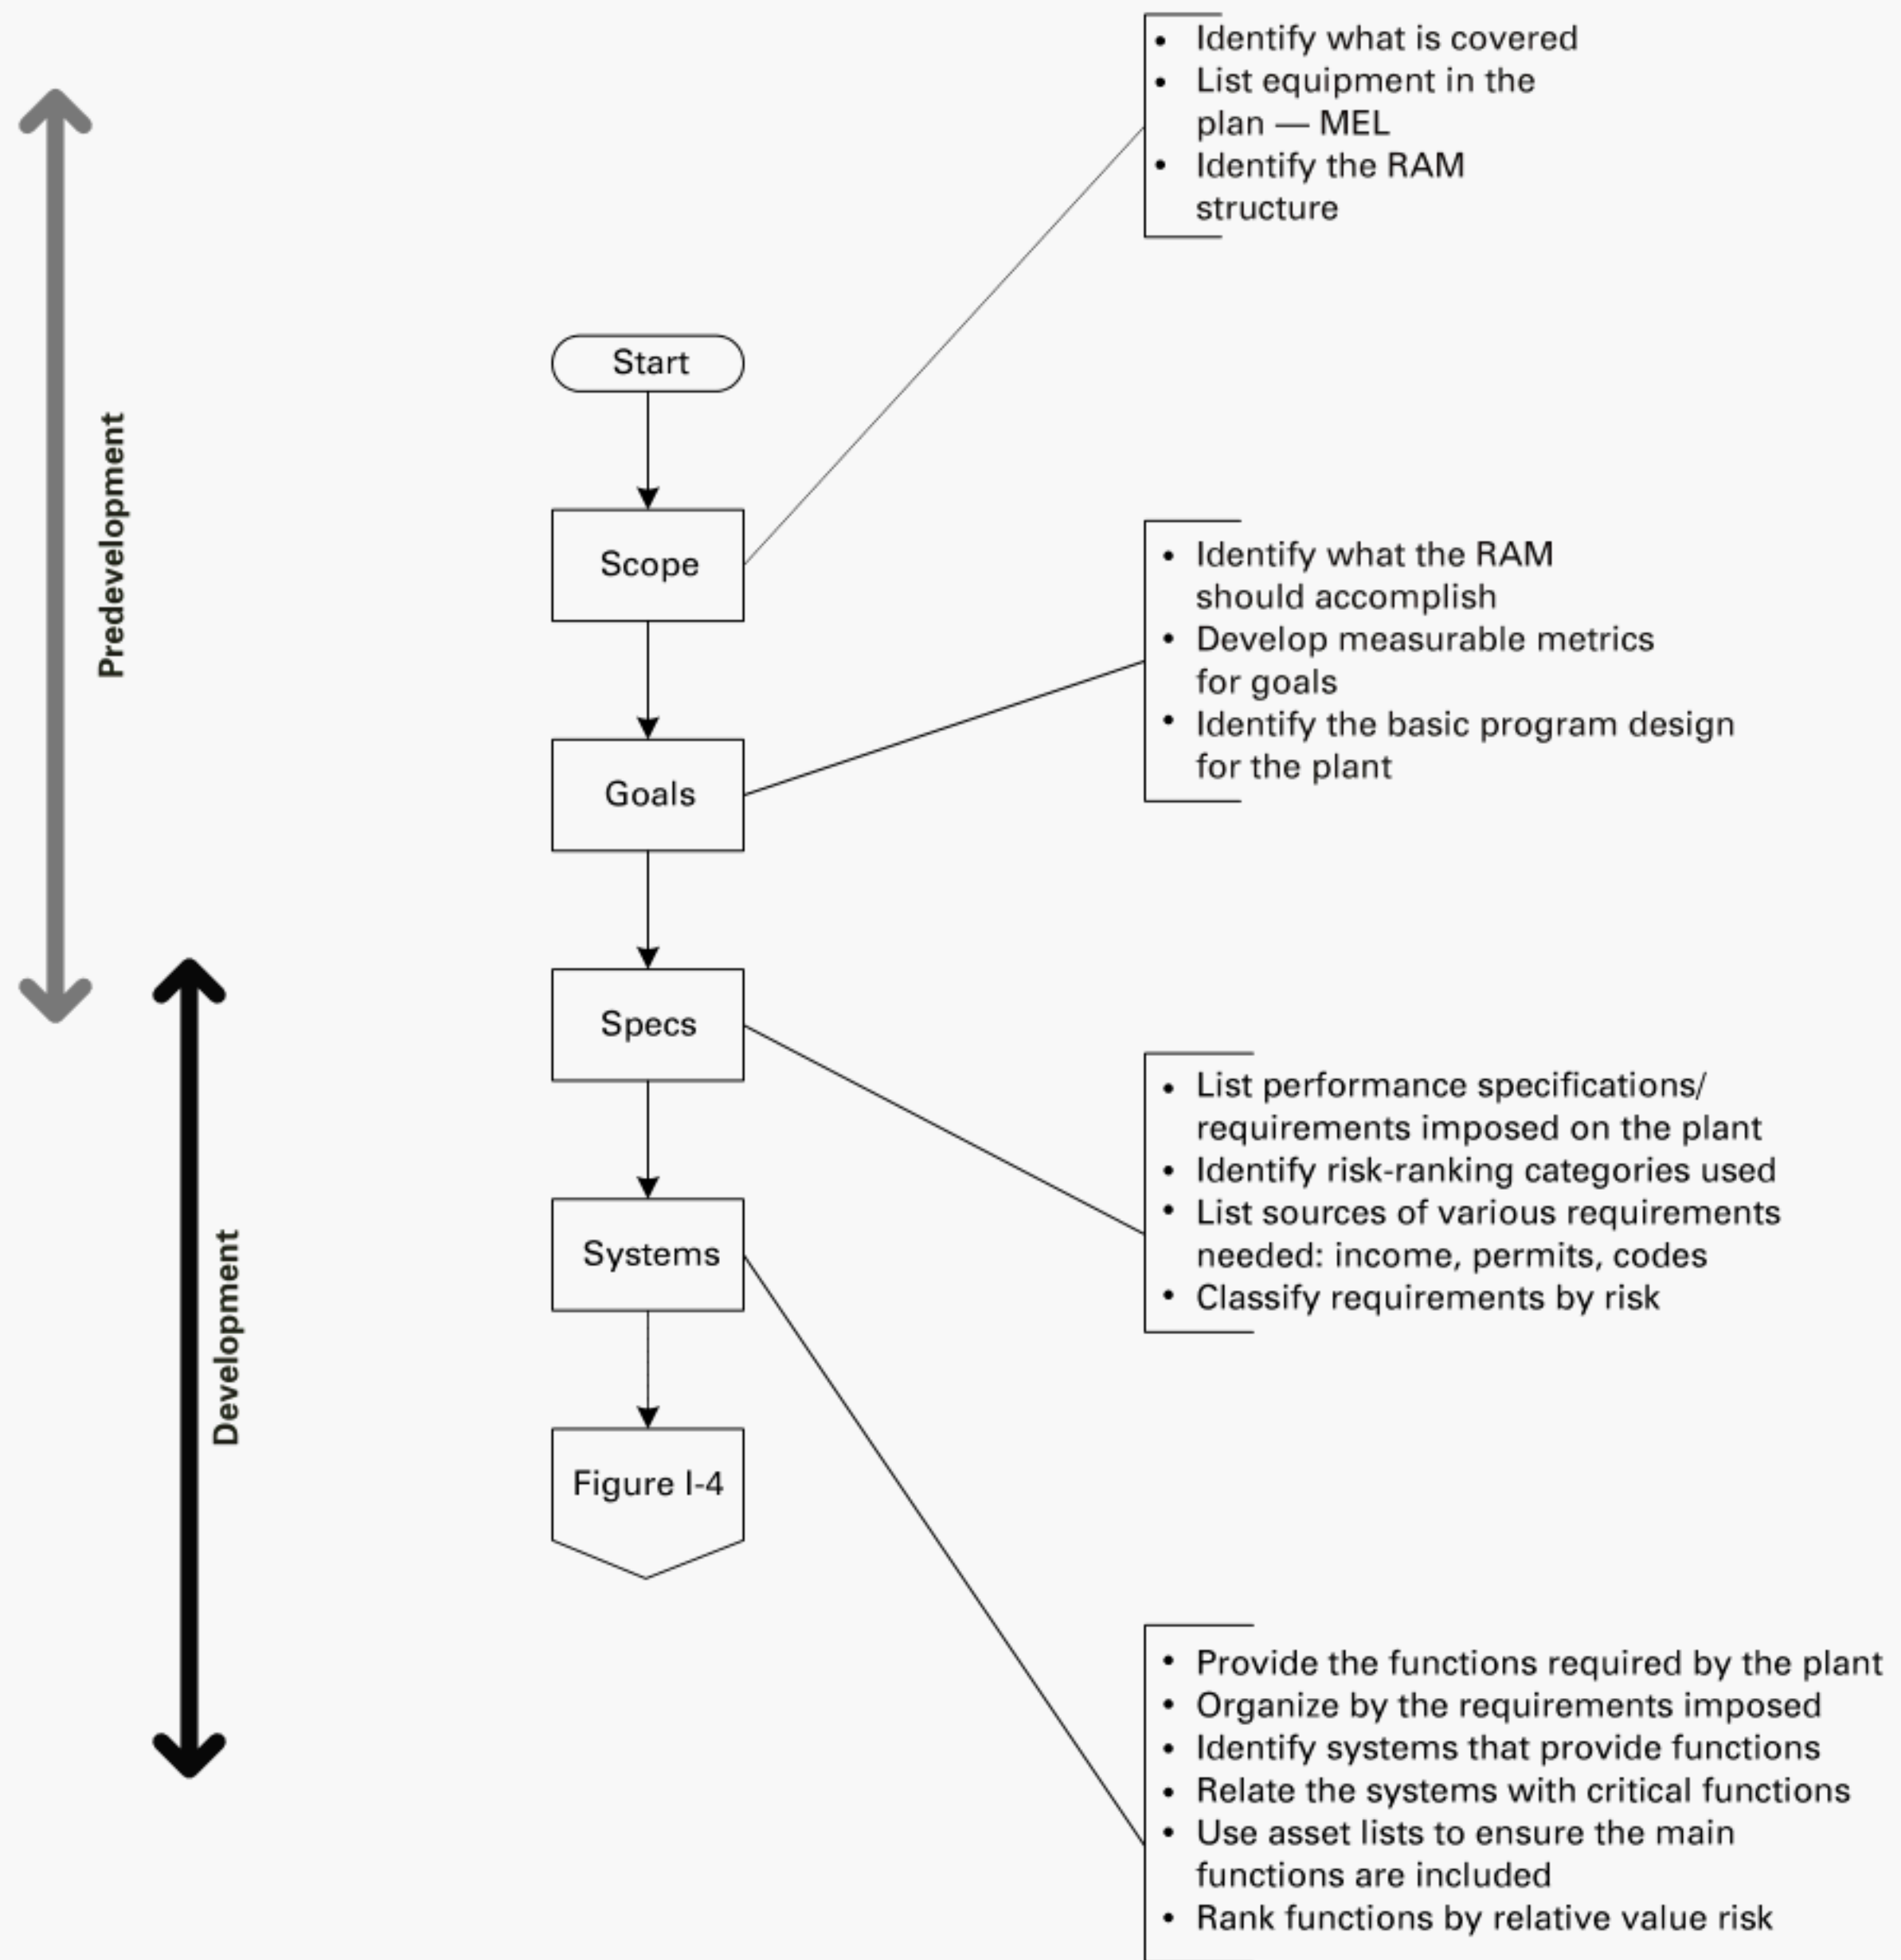 • Identify what is covered
• List equipment in the
plan — MEL
• Identify the RAM
structure
Start
Predevelopment
Scope
• Identify what the RAM
should accomplish
• Develop measurable metrics
for goals
• Identify the basic program design
for the plant
Goals
Specs
• List performance specifications/
requirements imposed on the plant
• Identify risk-ranking categories used
• List sources of various requirements
needed: income, permits, codes
• Classify requirements by risk
Development
Systems
Figure I-4
• Provide the functions required by the plant
• Organize by the requirements imposed
• Identify systems that provide functions
• Relate the systems with critical functions
• Use asset lists to ensure the main
functions are included
• Rank functions by relative value risk